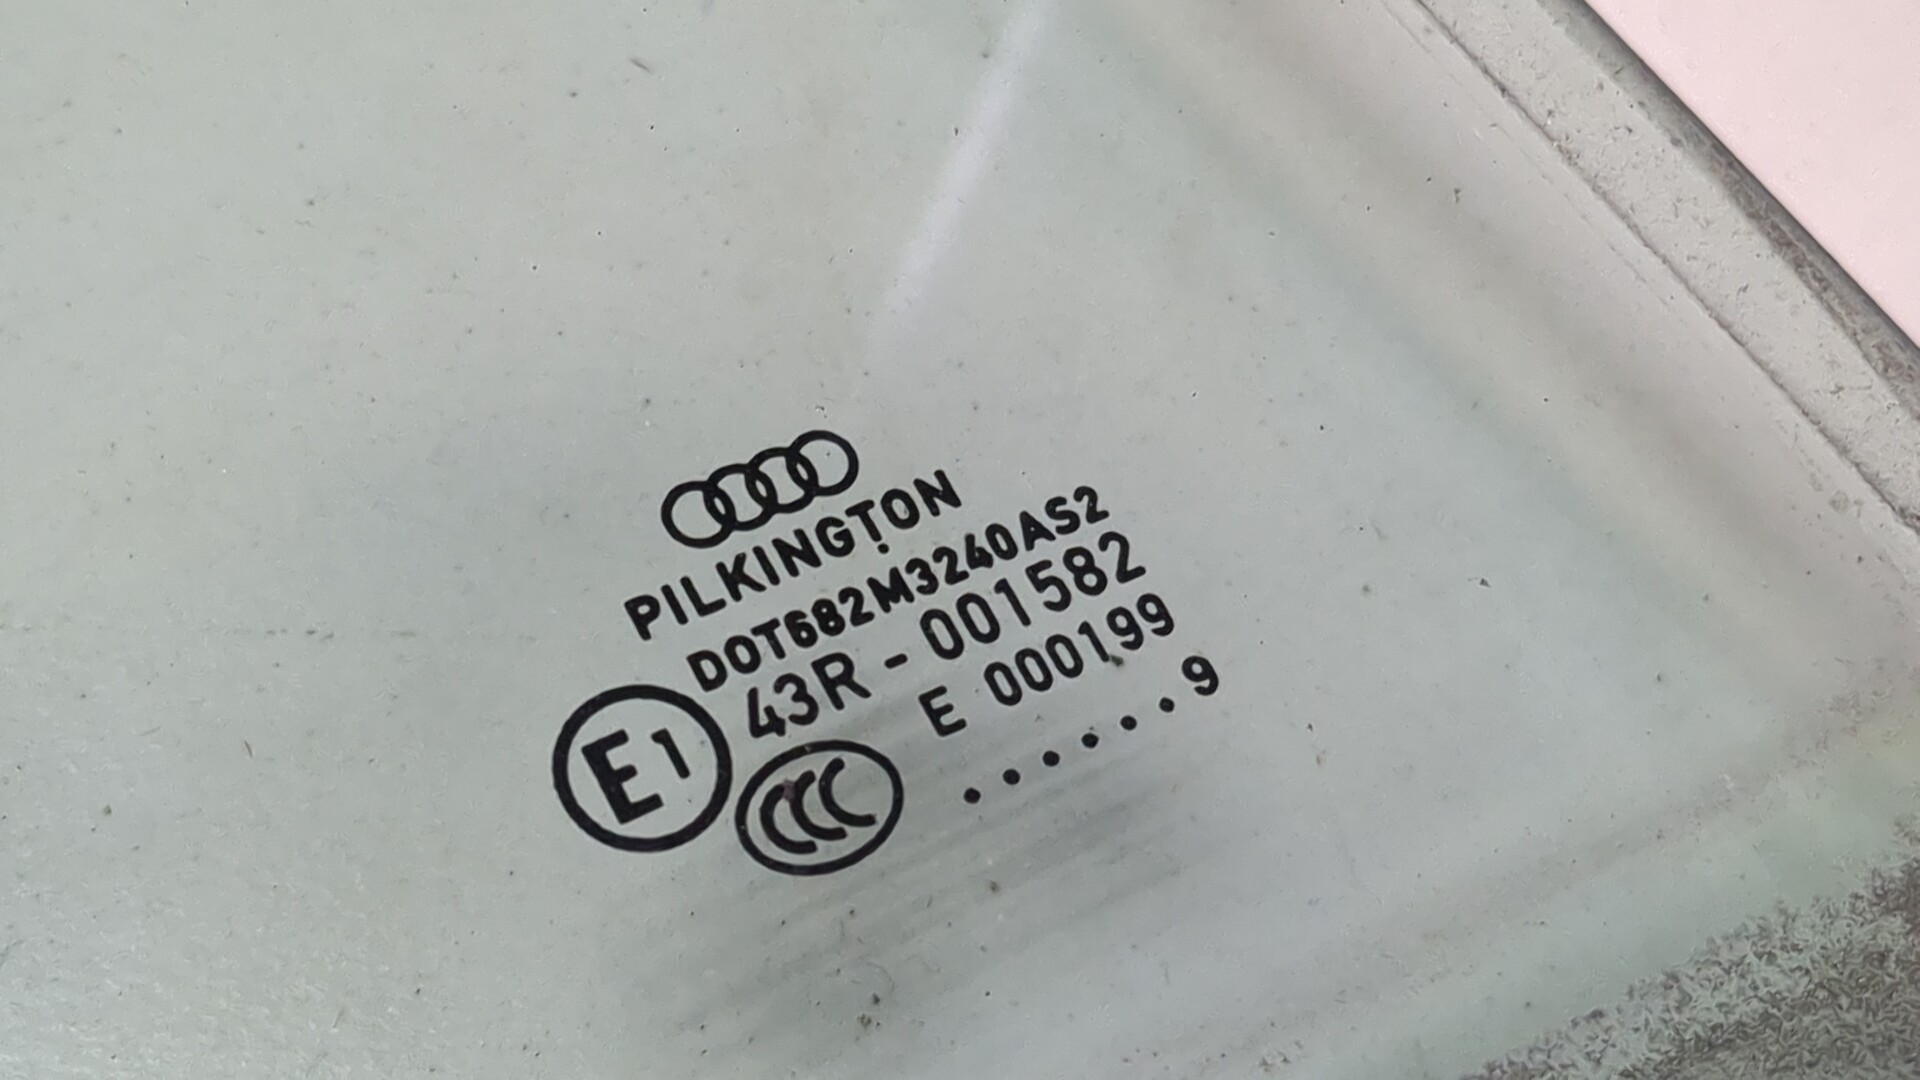 PILKINGTON
DOT682M3240AS2
43R-001582
E1
E 000199
CCC
......9